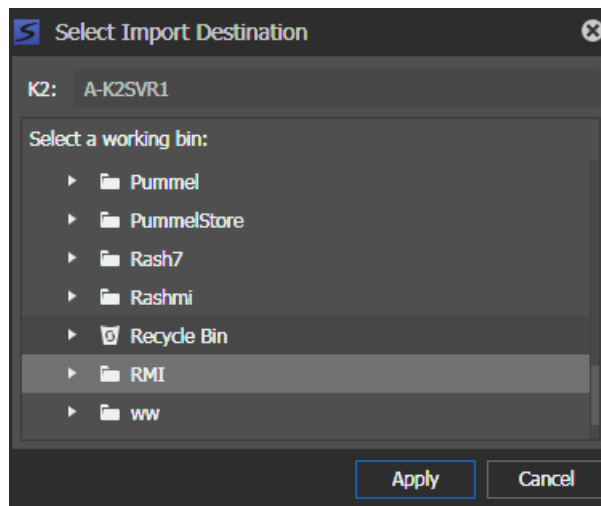 Select Import Destination
K2: A-K2SVR1
Select a working bin:
Pummel
PummelStore
Rash7
Rashmi
Recycle Bin
RMI
ww
Apply Cancel